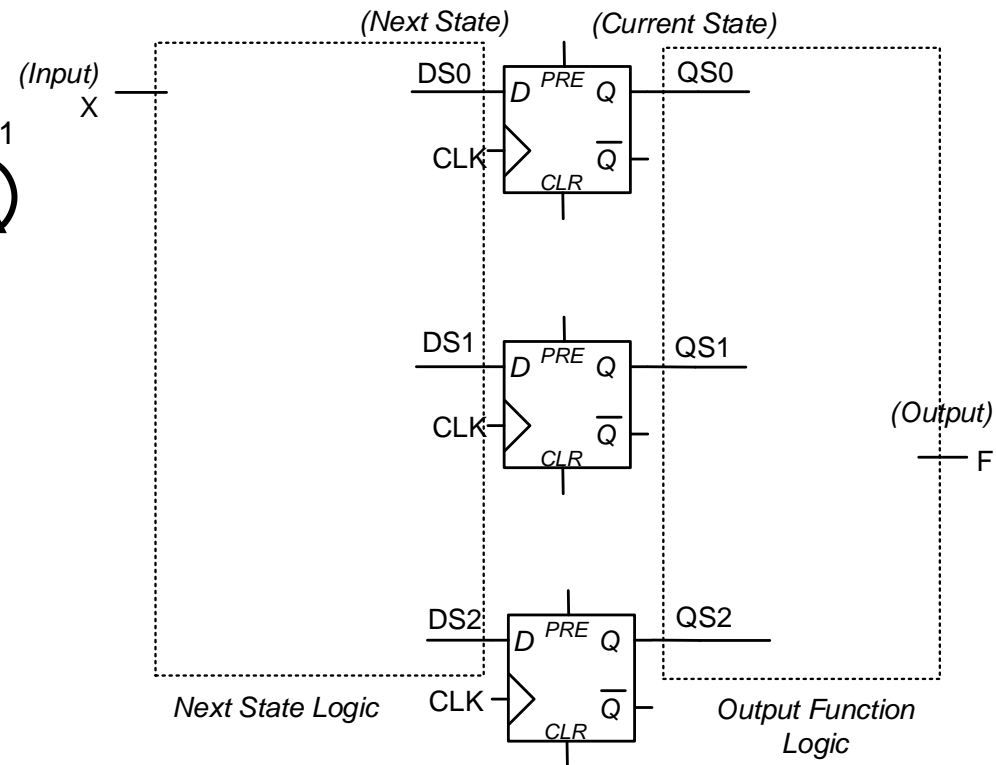 (Next State)
(Current State)
(Input)
X
1
DS0
D
PRE
Q
QS0
CLK
Q
CLR
DS1
D
PRE
Q
QS1
CLK
Q
CLR
(Output)
F
DS2
D
PRE
Q
QS2
CLK
Q
CLR
Next State Logic
Output Function
Logic